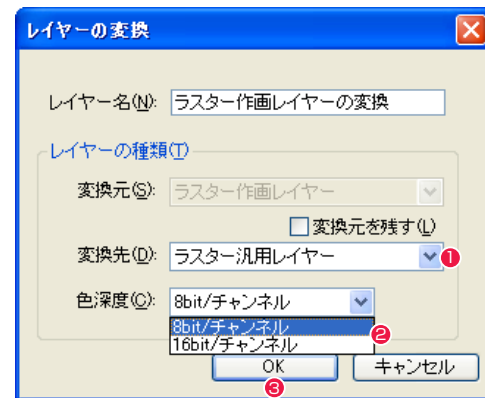 レイヤーの変換
レイヤー名(N): ラスター作画レイヤーの変換
レイヤーの種類(T)
変換元(S): ラスター作画レイヤー
変換元を残す(L)
変換先(D): ラスター汎用レイヤー 1
色深度(C): 8bit/チャンネル
8bit/チャンネル 2
16bit/チャンネル
OK キャンセル
3